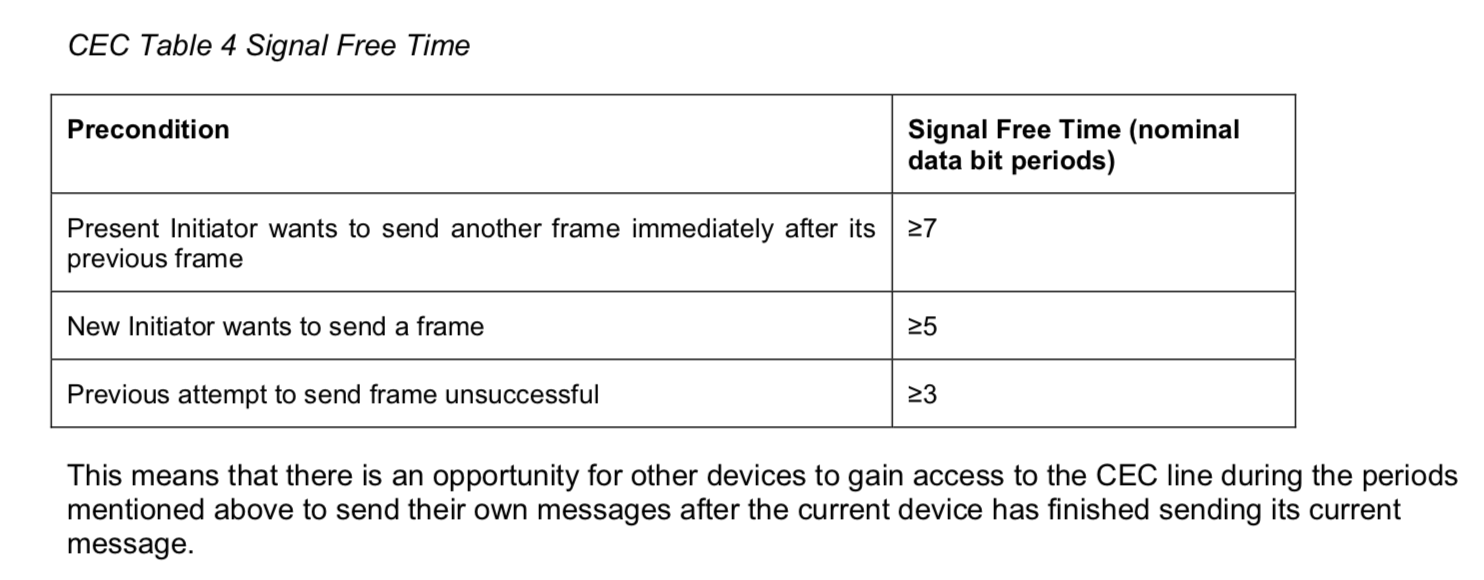 CEC Table 4 Signal Free Time
Precondition
Signal Free Time (nominal
data bit periods)
Present Initiator wants to send another frame immediately after its
previous frame
≥7
New Initiator wants to send a frame
≥5
Previous attempt to send frame unsuccessful
≥3
This means that there is an opportunity for other devices to gain access to the CEC line during the periods
mentioned above to send their own messages after the current device has finished sending its current
message.